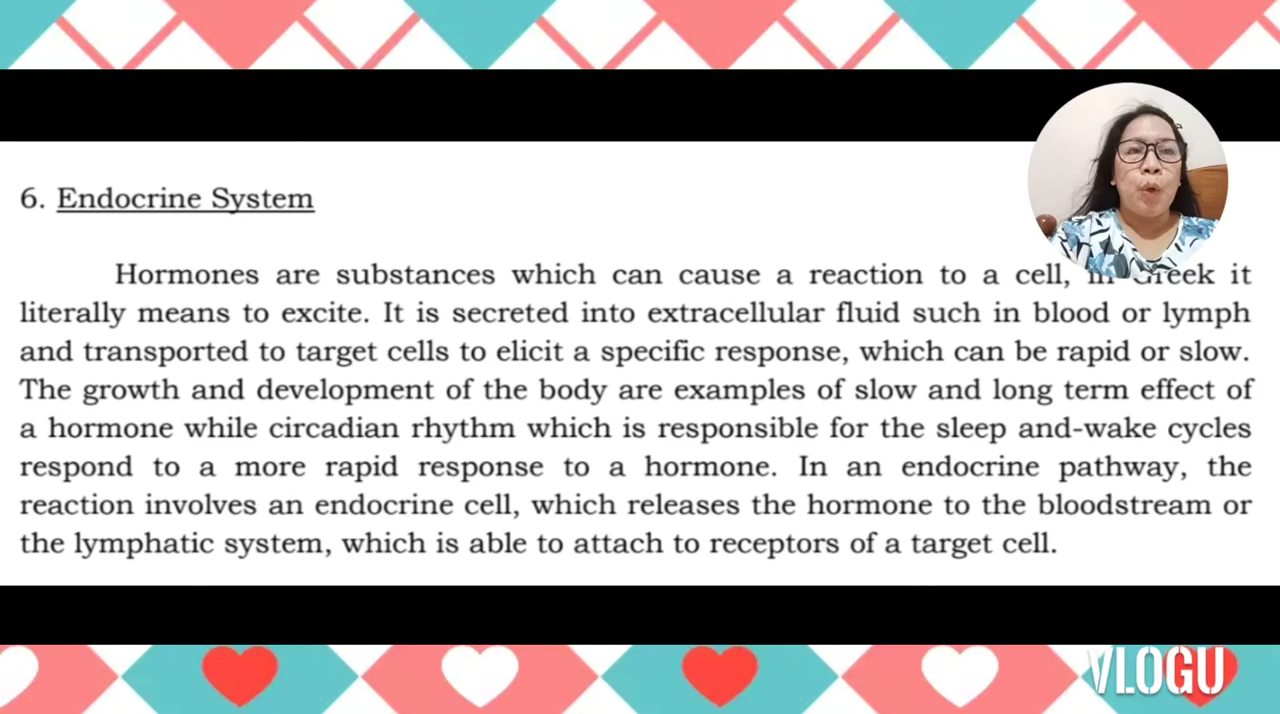 6. Endocrine System
Hormones are substances which can cause a reaction to a cell, in Greek it
literally means to excite. It is secreted into extracellular fluid such in blood or lymph
and transported to target cells to elicit a specific response, which can be rapid or slow.
The growth and development of the body are examples of slow and long term effect of
a hormone while circadian rhythm which is responsible for the sleep and-wake cycles
respond to a more rapid response to a hormone. In an endocrine pathway, the
reaction involves an endocrine cell, which releases the hormone to the bloodstream or
the lymphatic system, which is able to attach to receptors of a target cell.
VLOGU